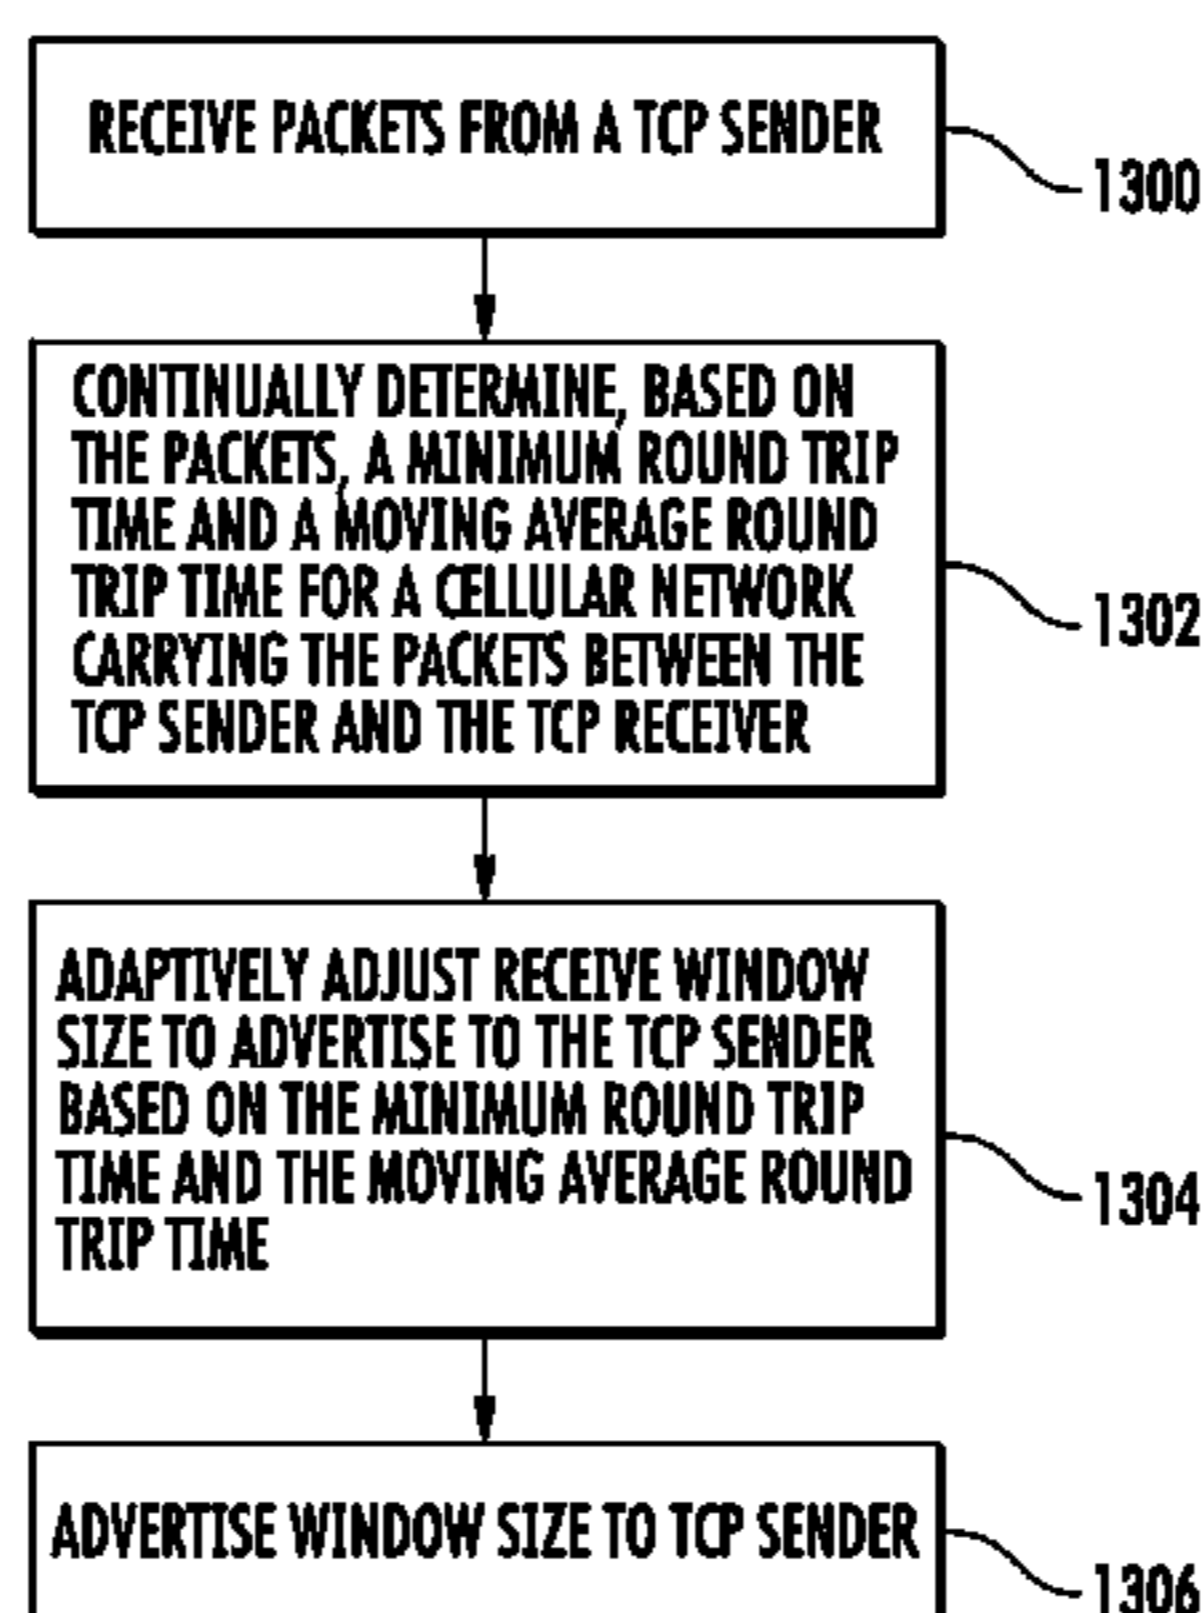 RECEIVE PACKETS FROM A TCP SENDER
1300
CONTINUALLY DETERMINE, BASED ON
THE PACKETS, A MINIMUM ROUND TRIP
TIME AND A MOVING AVERAGE ROUND
TRIP TIME FOR A CELLULAR NETWORK
CARRYING THE PACKETS BETWEEN THE
TCP SENDER AND THE TCP RECEIVER
1302
ADAPTIVELY ADJUST RECEIVE WINDOW
SIZE TO ADVERTISE TO THE TCP SENDER
BASED ON THE MINIMUM ROUND TRIP
TIME AND THE MOVING AVERAGE ROUND
TRIP TIME
1304
ADVERTISE WINDOW SIZE TO TCP SENDER
1306